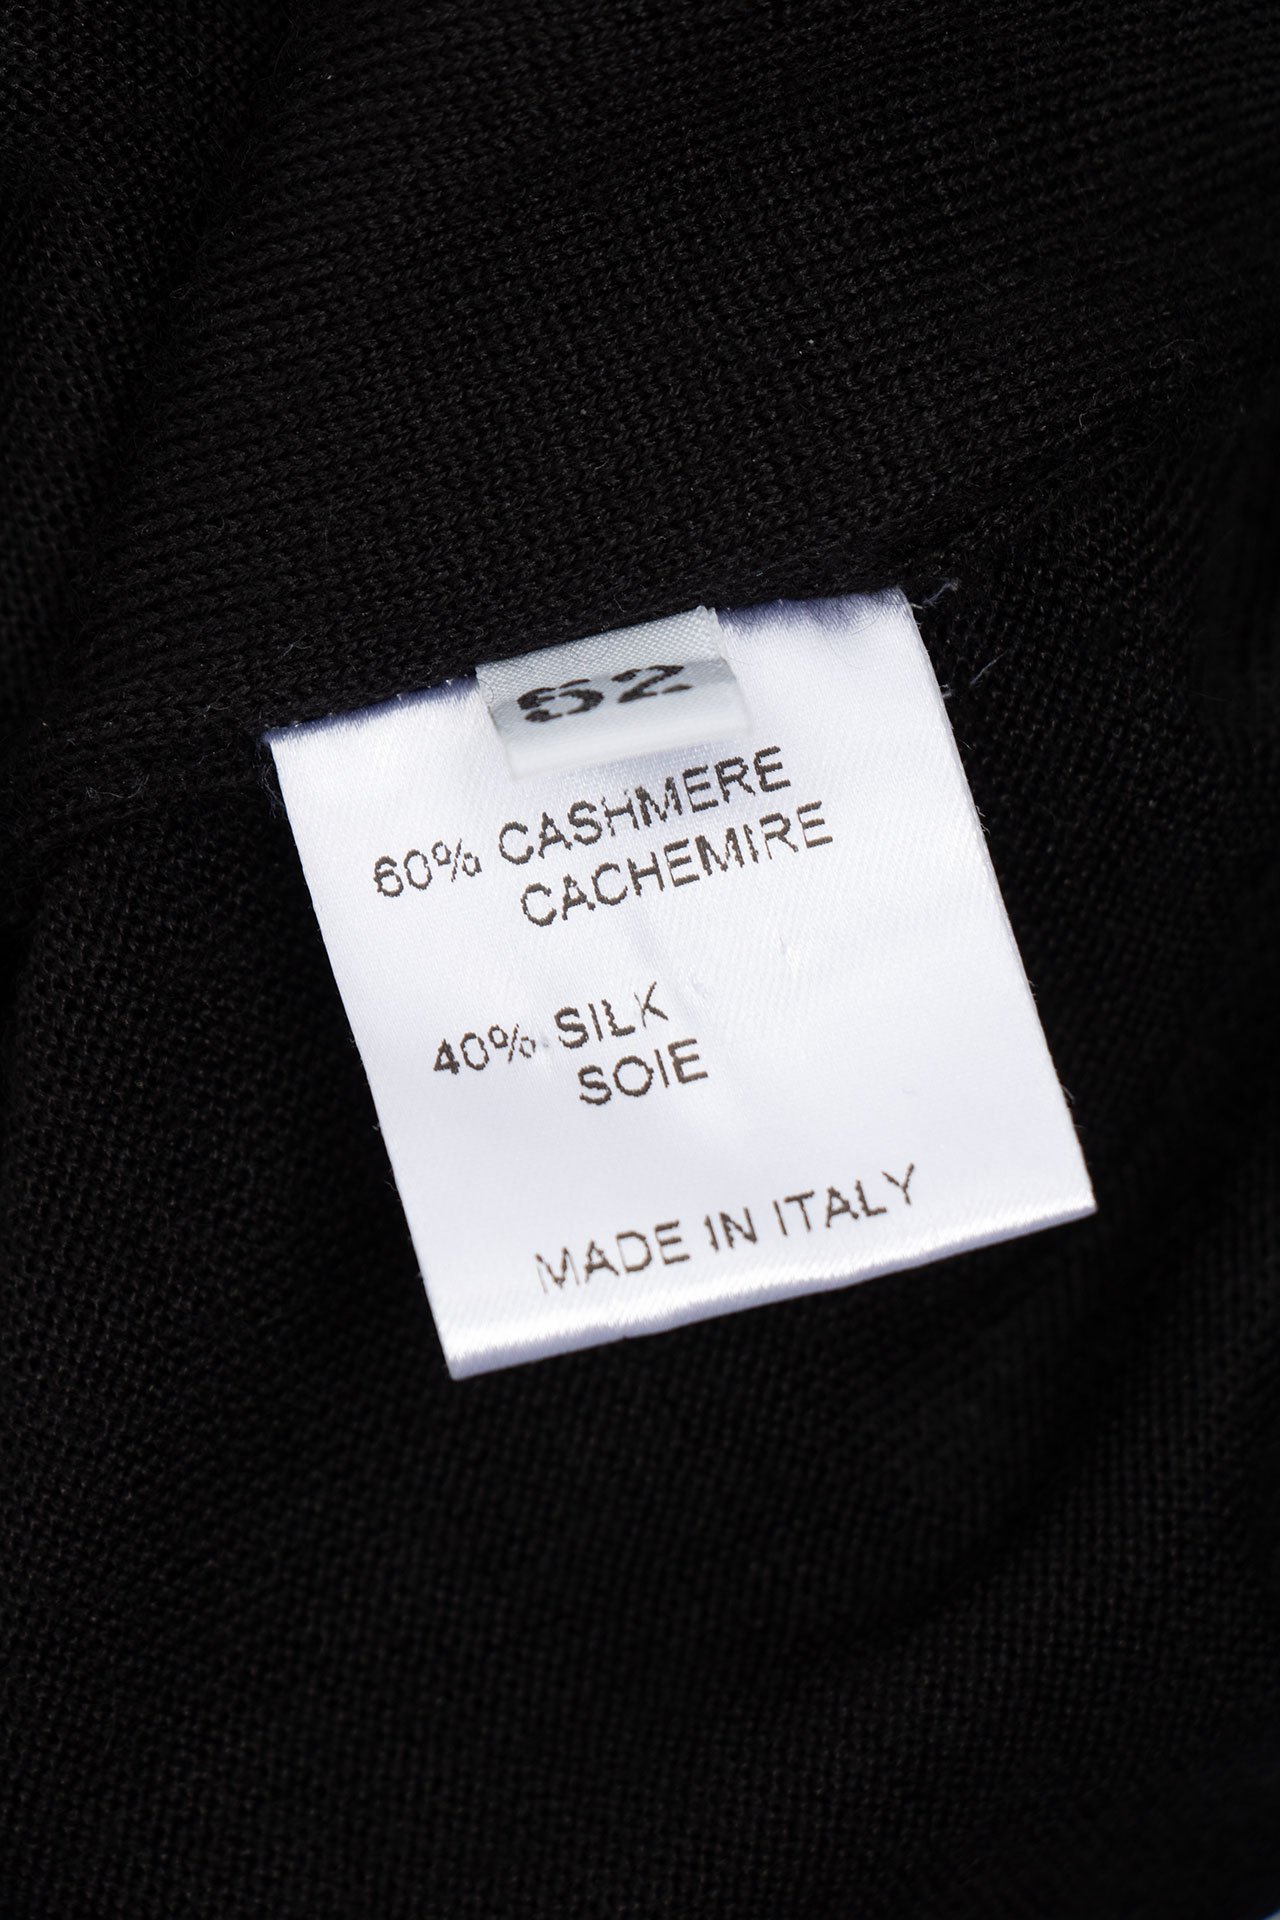 52
60% CASHMERE
CACHEMIRE
40% SILK
SOIE
MADE IN ITALY